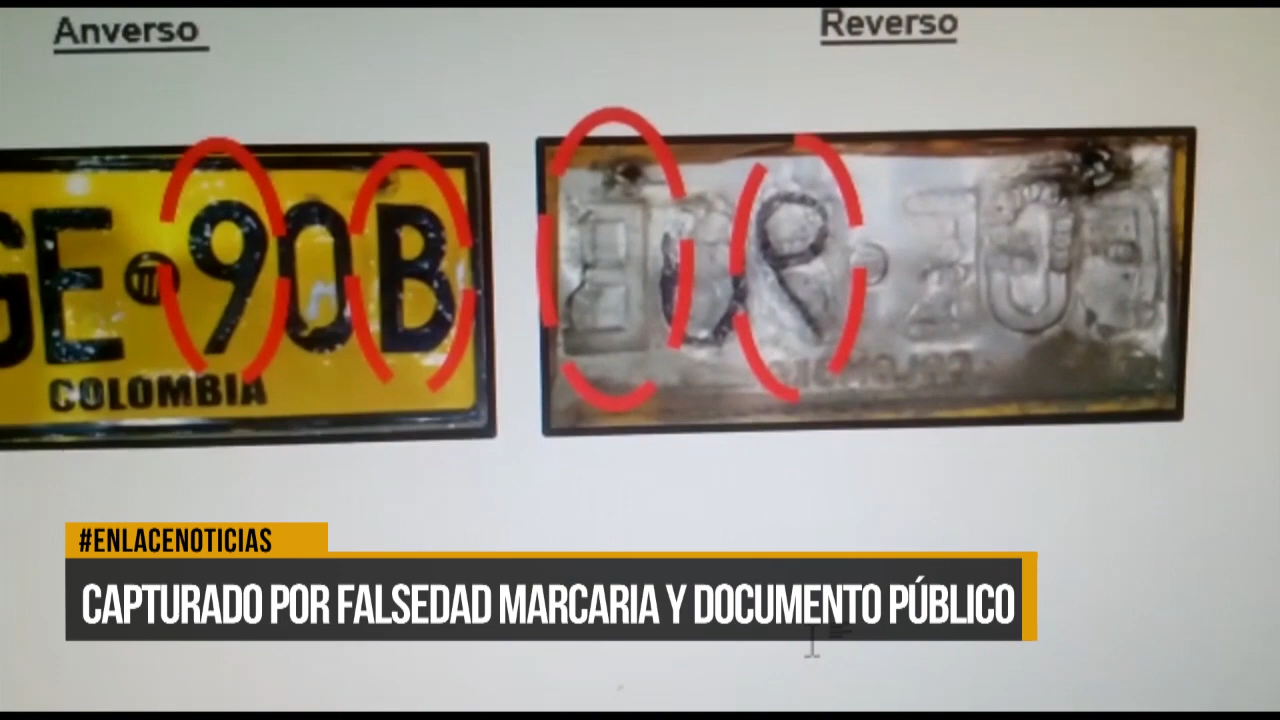 Anverso
Reverso
GE 90B
COLOMBIA
#ENLACENOTICIAS
CAPTURADO POR FALSEDAD MARCARIA Y DOCUMENTO PÚBLICO